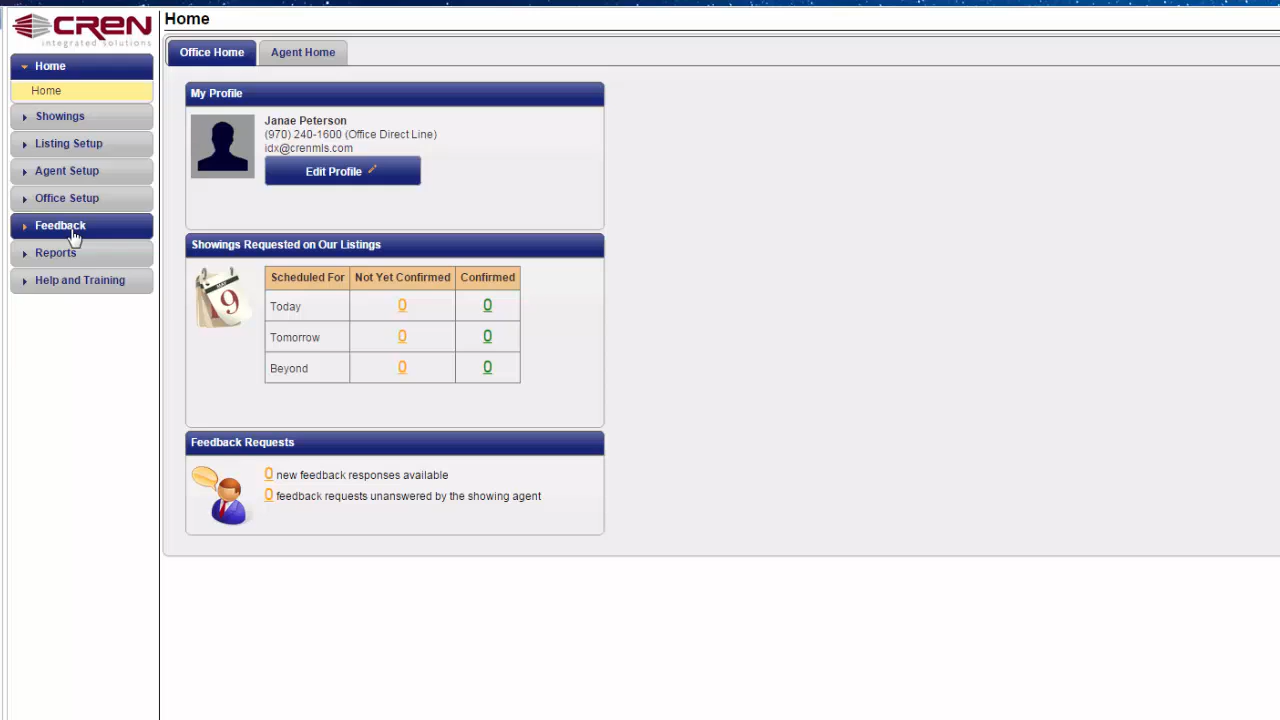 CREN
integrated solutions
Home
Home
Showings
Listing Setup
Agent Setup
Office Setup
Feedback
Reports
Help and Training
Home
Office Home
Agent Home
My Profile
Janae Peterson
(970) 240-1600 (Office Direct Line)
idx@crenmls.com
Edit Profile
Showings Requested on Our Listings
MAY
9
Scheduled For Not Yet Confirmed Confirmed
Today 0 0
Tomorrow 0 0
Beyond 0 0
Feedback Requests
0 new feedback responses available
0 feedback requests unanswered by the showing agent